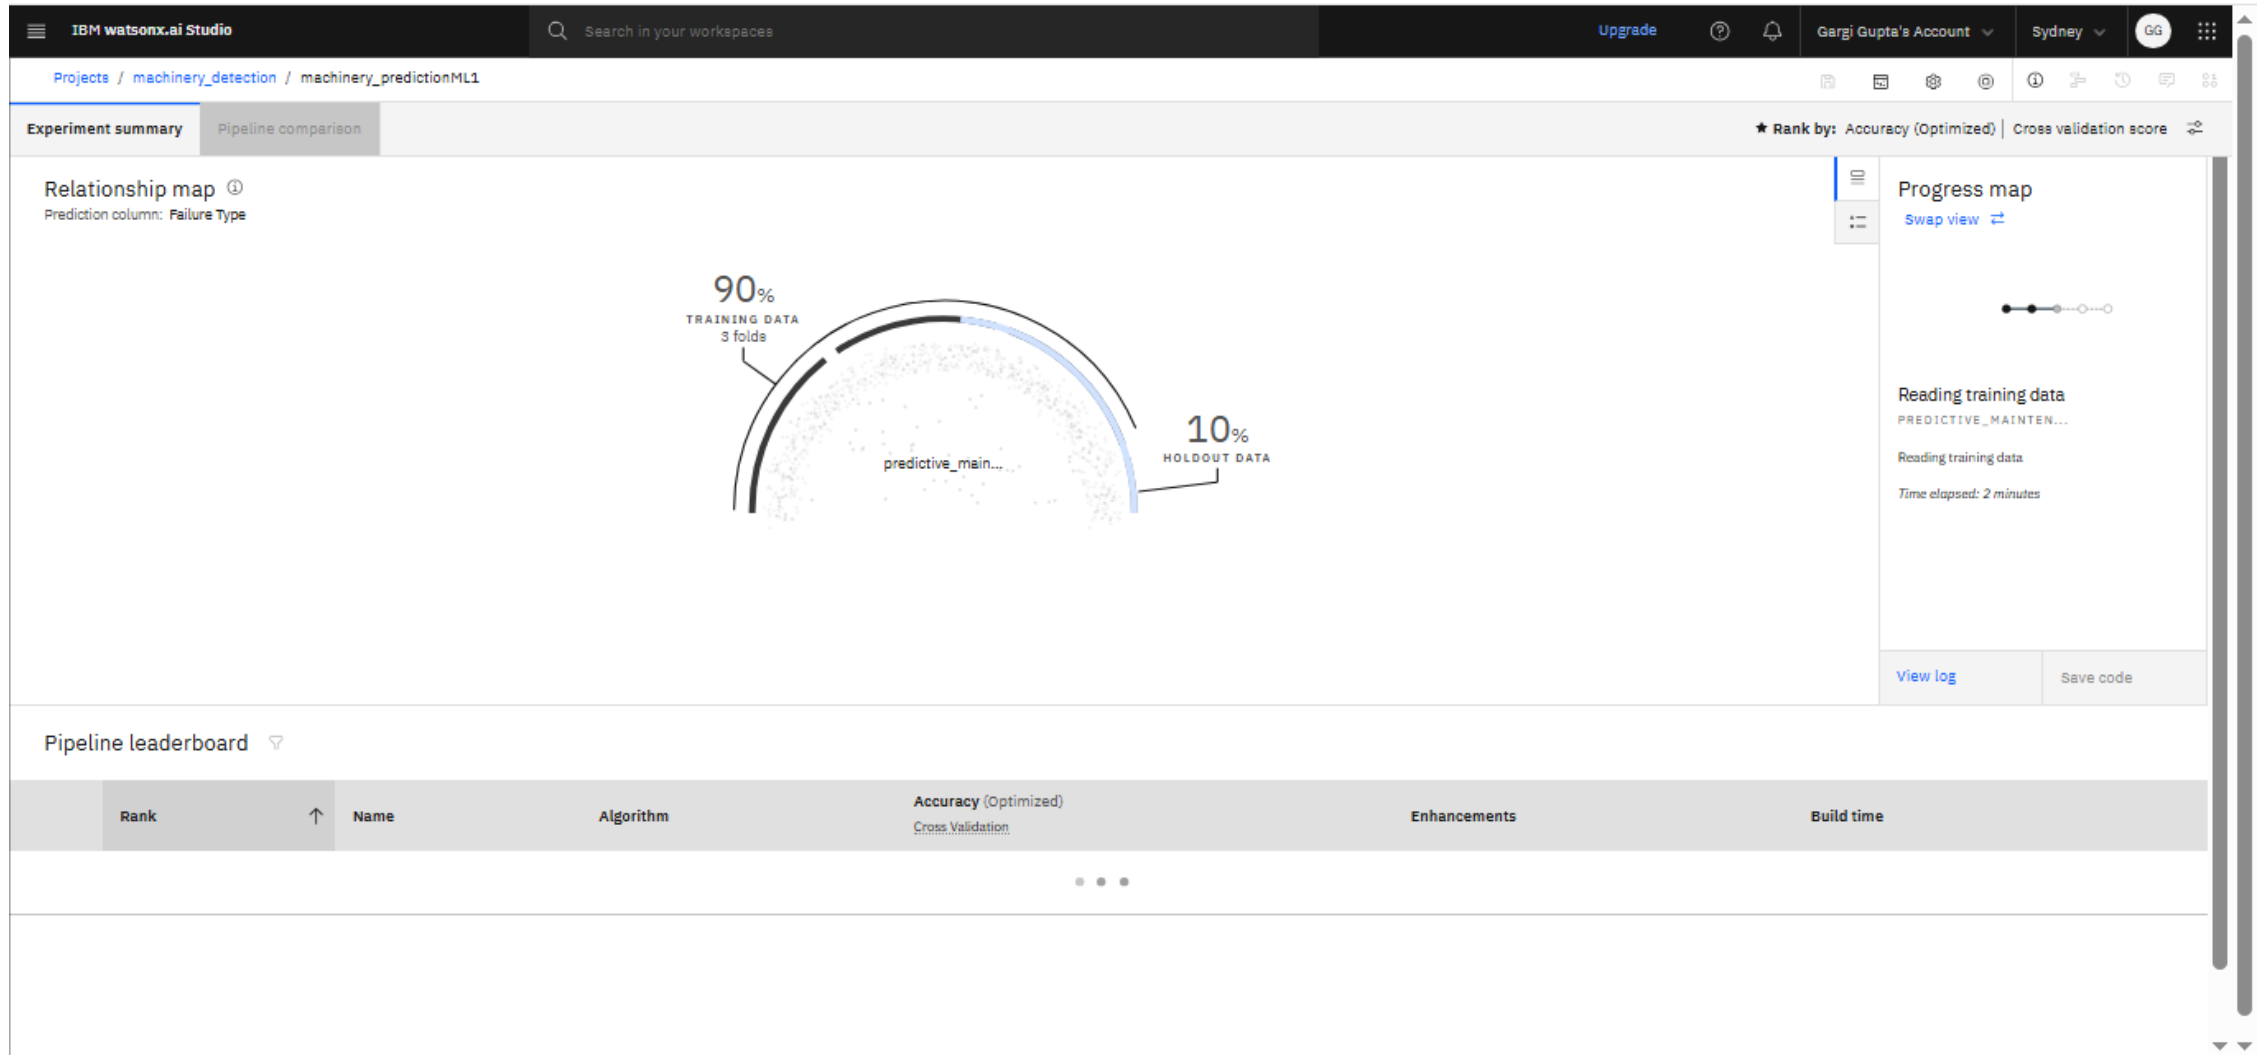 IBM watsonx.ai Studio
Search in your workspaces
Upgrade
Gargi Gupta's Account
Sydney
GG
Projects / machinery_detection / machinery_predictionML1
Experiment summary
Pipeline comparison
★ Rank by: Accuracy (Optimized) | Cross validation score
Relationship map
Prediction column: Failure Type
90%
TRAINING DATA
3 folds
predictive_main...
10%
HOLDOUT DATA
Progress map
Swap view
Reading training data
PREDICTIVE_MAINTEN...
Reading training data
Time elapsed: 2 minutes
View log
Save code
Pipeline leaderboard
Rank
Name
Algorithm
Accuracy (Optimized)
Cross Validation
Enhancements
Build time